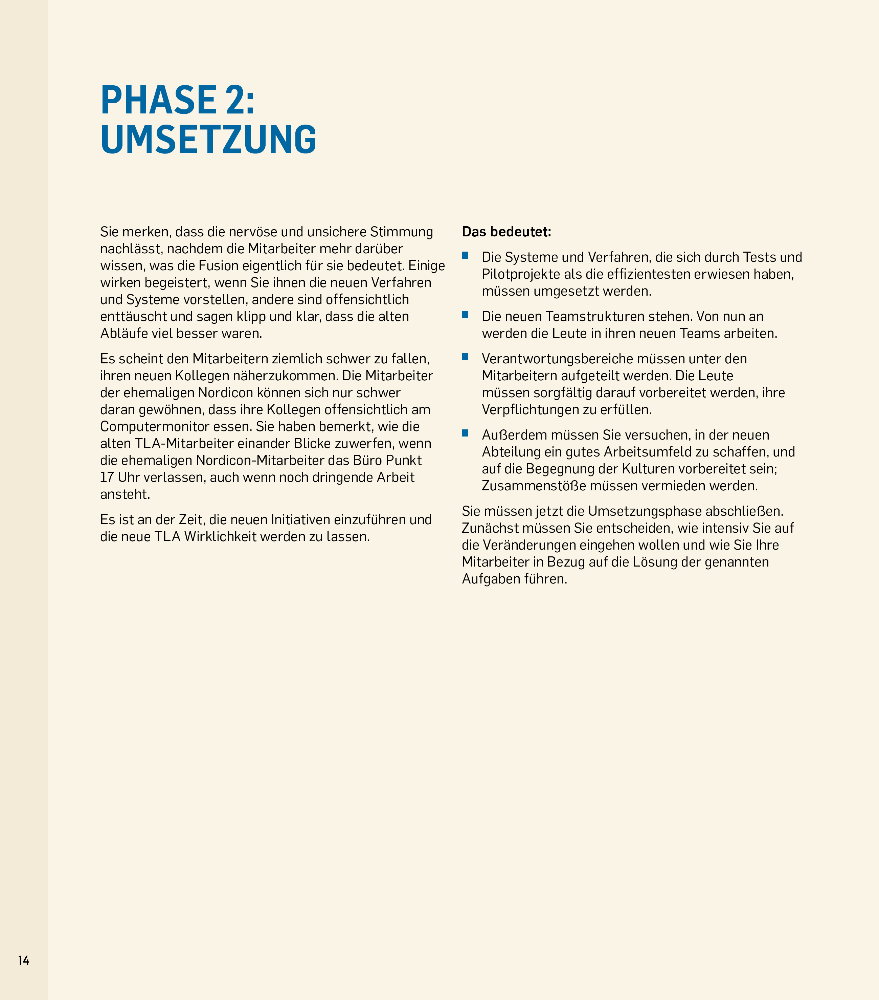 PHASE 2:
UMSETZUNG
Sie merken, dass die nervöse und unsichere Stimmung
nachlässt, nachdem die Mitarbeiter mehr darüber
wissen, was die Fusion eigentlich für sie bedeutet. Einige
wirken begeistert, wenn Sie ihnen die neuen Verfahren
und Systeme vorstellen, andere sind offensichtlich
enttäuscht und sagen klipp und klar, dass die alten
Abläufe viel besser waren.
Es scheint den Mitarbeitern ziemlich schwer zu fallen,
ihren neuen Kollegen näherzukommen. Die Mitarbeiter
der ehemaligen Nordicon können sich nur schwer
daran gewöhnen, dass ihre Kollegen offensichtlich am
Computermonitor essen. Sie haben bemerkt, wie die
alten TLA-Mitarbeiter einander Blicke zuwerfen, wenn
die ehemaligen Nordicon-Mitarbeiter das Büro Punkt
17 Uhr verlassen, auch wenn noch dringende Arbeit
ansteht.
Es ist an der Zeit, die neuen Initiativen einzuführen und
die neue TLA Wirklichkeit werden zu lassen.
Das bedeutet:
Die Systeme und Verfahren, die sich durch Tests und
Pilotprojekte als die effizientesten erwiesen haben,
müssen umgesetzt werden.
Die neuen Teamstrukturen stehen. Von nun an
werden die Leute in ihren neuen Teams arbeiten.
Verantwortungsbereiche müssen unter den
Mitarbeitern aufgeteilt werden. Die Leute
müssen sorgfältig darauf vorbereitet werden, ihre
Verpflichtungen zu erfüllen.
Außerdem müssen Sie versuchen, in der neuen
Abteilung ein gutes Arbeitsumfeld zu schaffen, und
auf die Begegnung der Kulturen vorbereitet sein;
Zusammenstöße müssen vermieden werden.
Sie müssen jetzt die Umsetzungsphase abschließen.
Zunächst müssen Sie entscheiden, wie intensiv Sie auf
die Veränderungen eingehen wollen und wie Sie Ihre
Mitarbeiter in Bezug auf die Lösung der genannten
Aufgaben führen.
14